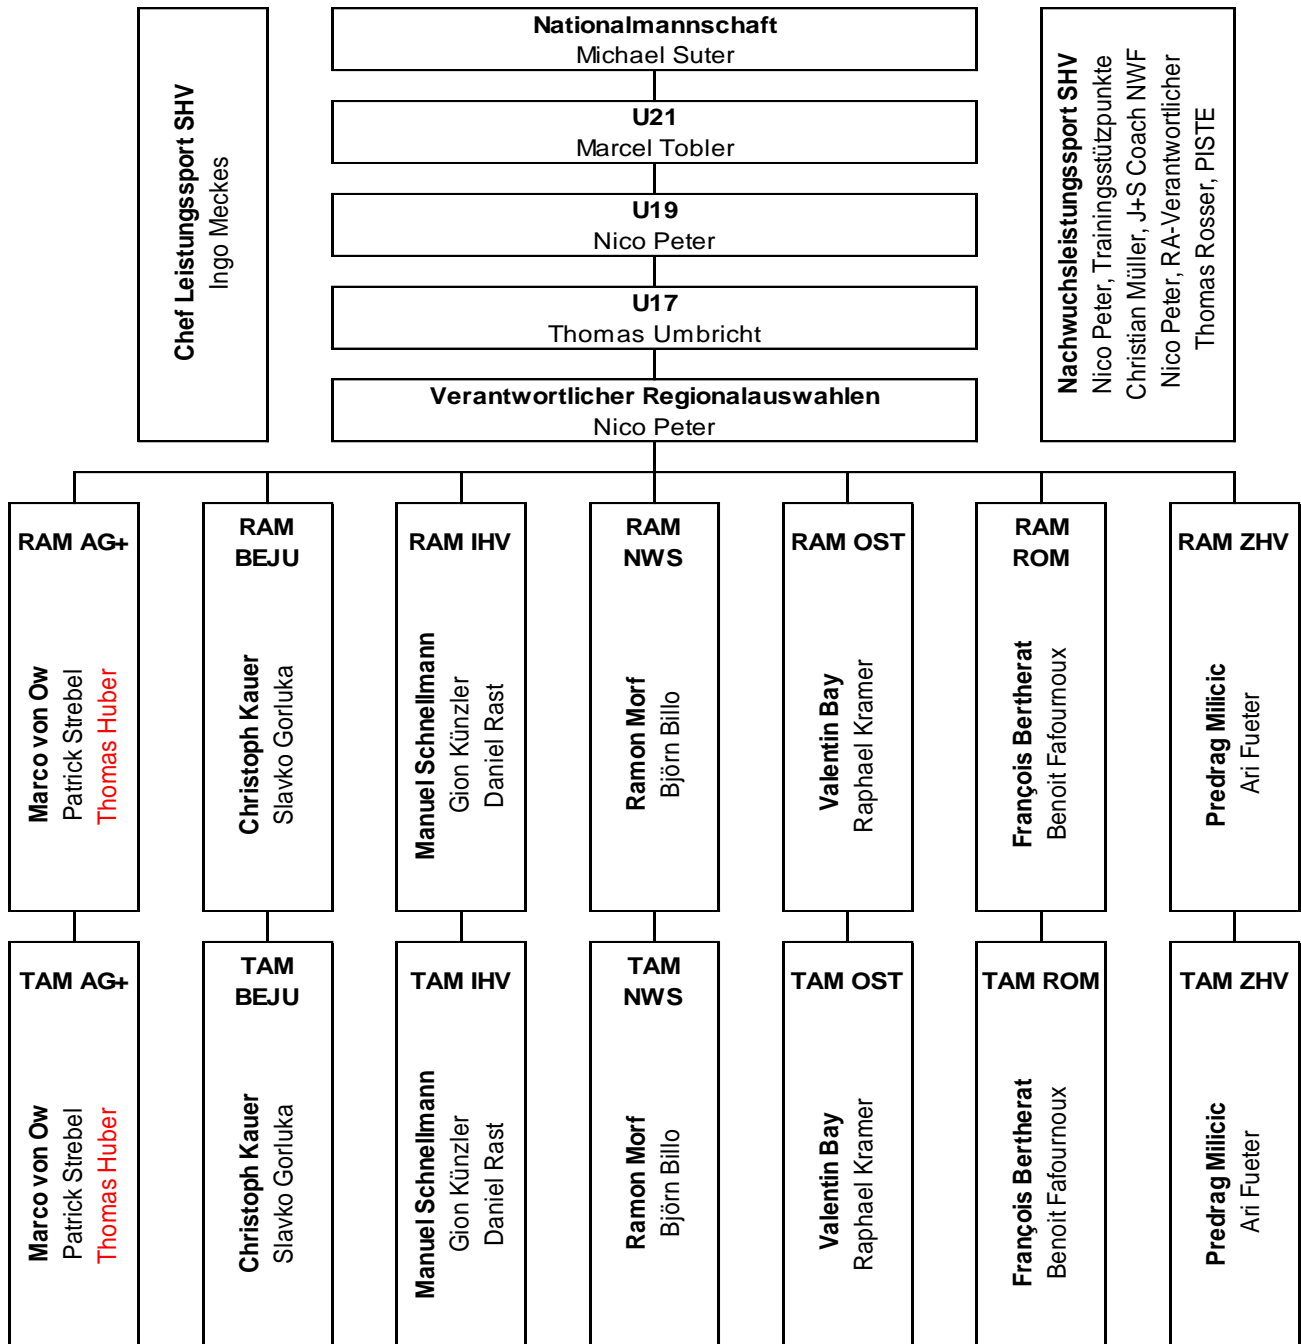 Chef Leistungssport SHV
Ingo Meckes
Nationalmannschaft
Michael Suter
U21
Marcel Tobler
U19
Nico Peter
U17
Thomas Umbricht
Verantwortlicher Regionalauswahlen
Nico Peter
Nachwuchsleistungssport SHV
Nico Peter, Trainingsstützpunkte
Christian Müller, J+S Coach NWF
Nico Peter, RA-Verantwortlicher
Thomas Rosser, PISTE
RAM AG+
Marco von Ow
Patrick Strebel
Thomas Huber
RAM
BEJU
Christoph Kauer
Slavko Gorluka
RAM IHV
Manuel Schnellmann
Gion Künzler
Daniel Rast
RAM
NWS
Ramon Morf
Björn Billo
RAM OST
Valentin Bay
Raphael Kramer
RAM
ROM
François Bertherat
Benoit Fafournoux
RAM ZHV
Predrag Milicic
Ari Fueter
TAM AG+
Marco von Ow
Patrick Strebel
Thomas Huber
TAM
BEJU
Christoph Kauer
Slavko Gorluka
TAM IHV
Manuel Schnellmann
Gion Künzler
Daniel Rast
TAM
NWS
Ramon Morf
Björn Billo
TAM OST
Valentin Bay
Raphael Kramer
TAM ROM
François Bertherat
Benoit Fafournoux
TAM ZHV
Predrag Milicic
Ari Fueter